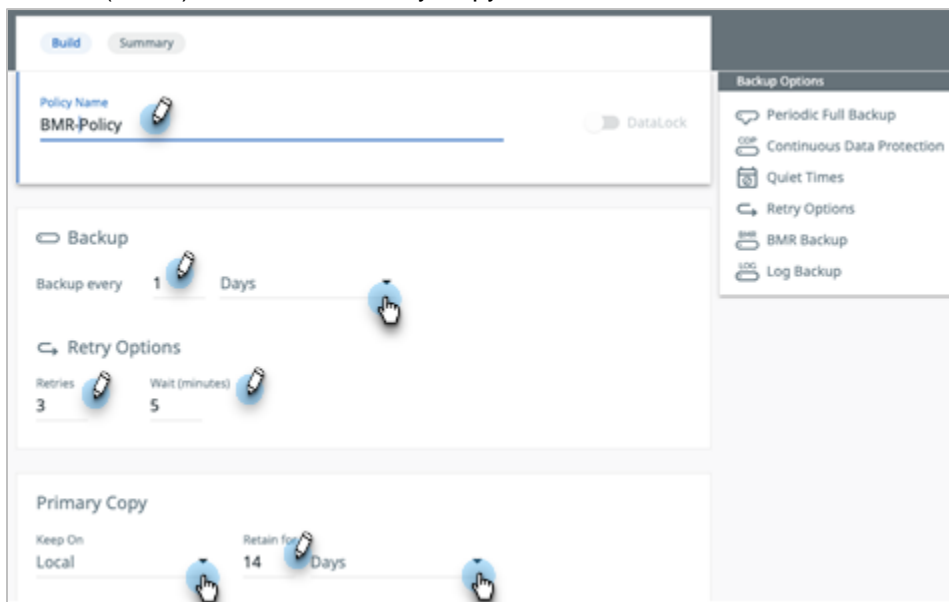 Build Summary
Policy Name
BMR-Policy
DataLock
Backup Options
Periodic Full Backup
CDP
Continuous Data Protection
Quiet Times
Retry Options
BMR
BMR Backup
LOG
Log Backup
Backup
Backup every 1 Days
Retry Options
Retries Wait (minutes)
3 5
Primary Copy
Keep On Retain for
Local 14 Days